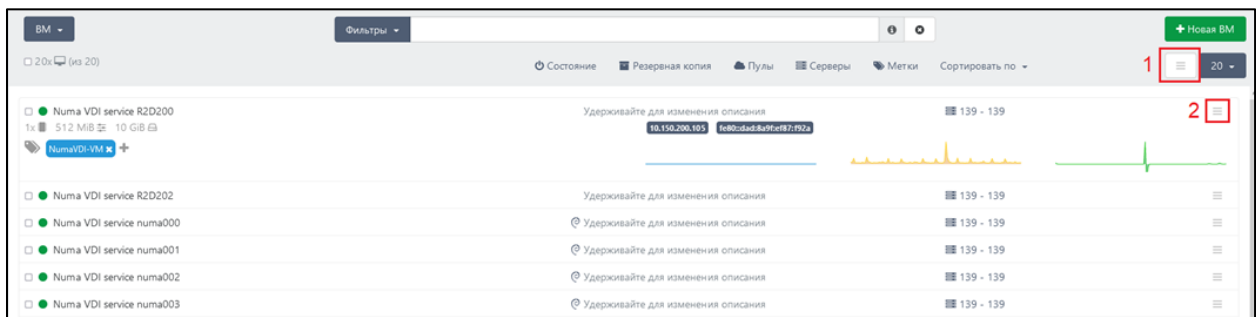 ВМ
Фильтры
+ Новая ВМ
20x (из 20)
Состояние Резервная копия Пулы Серверы Метки Сортировать по 1 20
Numa VDI service R2D200 Удерживайте для изменения описания 139 - 139 2
1x 512 MiB 10 GiB 10.150.200.105 fe80::dad:8a9f:ef87:f92a
NumaVDI-VM
Numa VDI service R2D202 Удерживайте для изменения описания 139 - 139
Numa VDI service numa000 Удерживайте для изменения описания 139 - 139
Numa VDI service numa001 Удерживайте для изменения описания 139 - 139
Numa VDI service numa002 Удерживайте для изменения описания 139 - 139
Numa VDI service numa003 Удерживайте для изменения описания 139 - 139